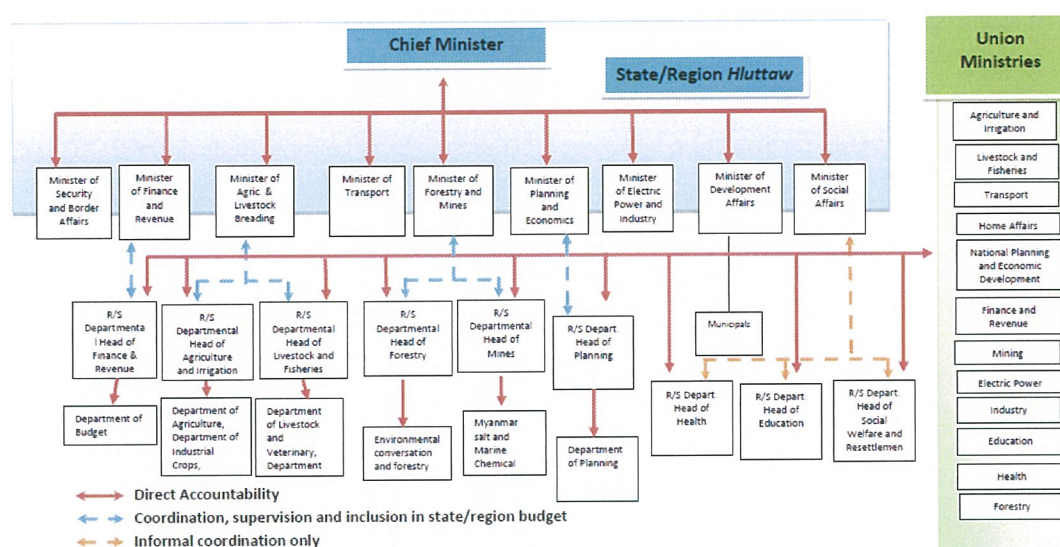 Chief Minister
State/Region Hluttaw
Union
Ministries
Minister of
Security
and Border
Affairs
Minister
of Finance
and
Revenue
Minister of
Agric. &
Livestock
Breading
Minister of
Transport
Minister of
Forestry and
Mines
Minister of
Planning
and
Economics
Minister
of Electric
Power and
Industry
Minister of
Development
Affairs
Minister
of Social
Affairs
R/S
Departmenta
l Head of
Finance &
Revenue
R/S
Departmental
Head of
Agriculture
and Irrigation
R/S
Departmental
Head of
Livestock and
Fisheries
R/S
Departmental
Head of
Forestry
R/S
Departmental
Head of
Mines
R/S Depart.
Head of
Planning
Municipals
R/S Depart.
Head of
Health
R/S Depart.
Head of
Education
R/S Depart.
Head of
Social
Welfare and
Resettlemen
Department of
Budget
Department of
Agriculture,
Department of
Industrial
Crops,
Department
of Livestock
and
Veterinary,
Department
Environmental
conversation
and forestry
Myanmar
salt and
Marine
Chemical
Department
of Planning
Agriculture and
Irrigation
Livestock and
Fisheries
Transport
Home Affairs
National Planning
and Economic
Development
Finance and
Revenue
Mining
Electric Power
Industry
Education
Health
Forestry
Direct Accountability
Coordination, supervision and inclusion in state/region budget
Informal coordination only